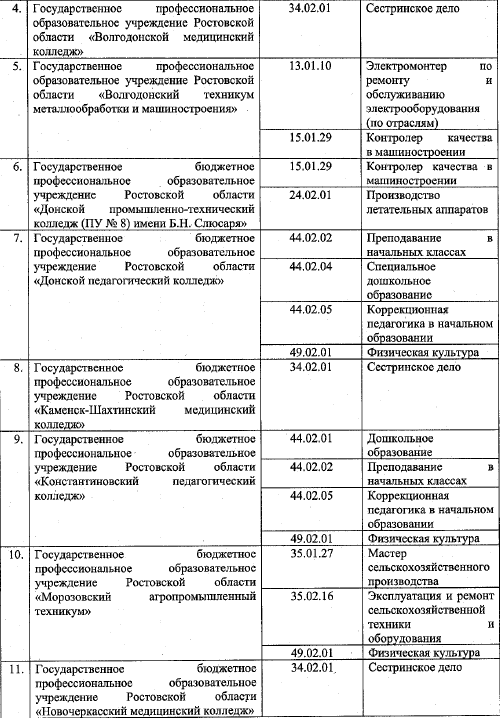 4. Государственное профессиональное 34.02.01 Сестринское дело
образовательное учреждение Ростовской
области «Волгодонской медицинский
колледж»
5. Государственное профессиональное 13.01.10 Электромонтер по
образовательное учреждение Ростовской ремонту и
области «Волгодонский техникум обслуживанию
металлообработки и машиностроения» электрооборудования
(по отраслям)
15.01.29 Контролер качества
в машиностроении
6. Государственное бюджетное 15.01.29 Контролер качества в
профессиональное образовательное машиностроении
учреждение Ростовской области 24.02.01 Производство
«Донской промышленно-технический летательных аппаратов
колледж (ПУ № 8) имени Б.Н. Слюсаря»
7. Государственное бюджетное 44.02.02 Преподавание в
профессиональное образовательное начальных классах
учреждение Ростовской области 44.02.04 Специальное
«Донской педагогический колледж» дошкольное
образование
44.02.05 Коррекционная
педагогика в начальном
образовании
49.02.01 Физическая культура
8. Государственное бюджетное 34.02.01 Сестринское дело
профессиональное образовательное
учреждение Ростовской области
«Каменск-Шахтинский медицинский
колледж»
9. Государственное бюджетное 44.02.01 Дошкольное
профессиональное образовательное образование
учреждение Ростовской области 44.02.02 Преподавание в
«Константиновский педагогический начальных классах
колледж» 44.02.05 Коррекционная
педагогика в начальном
образовании
49.02.01 Физическая культура
10. Государственное бюджетное 35.01.27 Мастер
профессиональное образовательное сельскохозяйственного
учреждение Ростовской области производства
«Морозовский агропромышленный 35.02.16 Эксплуатация и ремонт
техникум» сельскохозяйственной
техники и
оборудования
49.02.01 Физическая культура
11. Государственное бюджетное 34.02.01 Сестринское дело
профессиональное образовательное
учреждение Ростовской области
«Новочеркасский медицинский колледж»